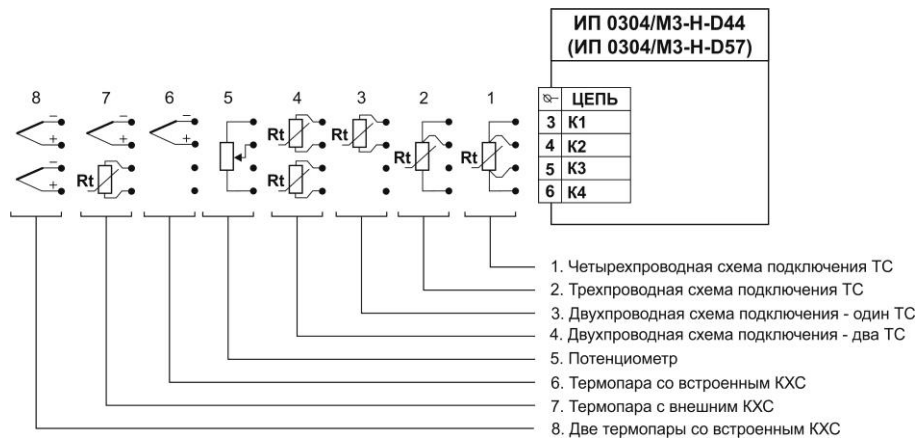 ИП 0304/М3-Н-D44
(ИП 0304/М3-Н-D57)
8 7 6 5 4 3 2 1
ЦЕПЬ
3 К1
4 К2
5 К3
6 К4
− − − Rt Rt Rt Rt
+ + +
− Rt Rt
+
1. Четырехпроводная схема подключения ТС
2. Трехпроводная схема подключения ТС
3. Двухпроводная схема подключения - один ТС
4. Двухпроводная схема подключения - два ТС
5. Потенциометр
6. Термопара со встроенным КХС
7. Термопара с внешним КХС
8. Две термопары со встроенным КХС